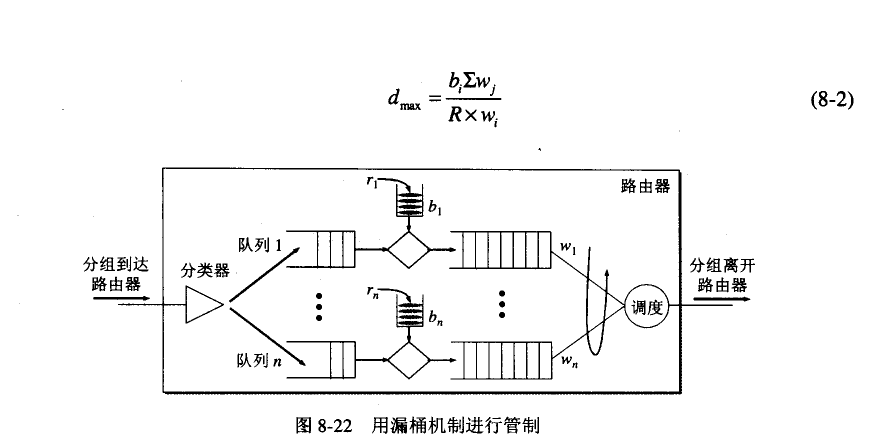 d_max = b_i Σw_j / R × w_i (8-2)
路由器
r_1
b_1
队列 1
w_1
分组到达
路由器
分类器
分组离开
路由器
r_n
b_n
调度
队列 n
w_n
图 8-22 用漏桶机制进行管制